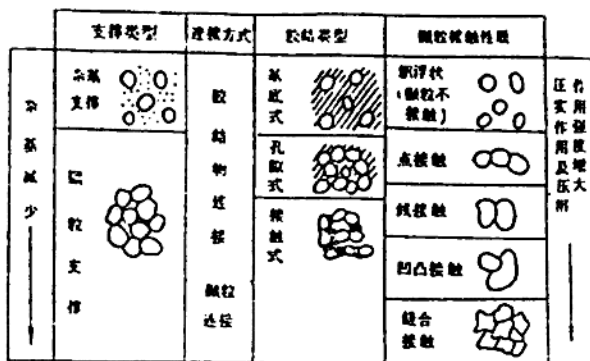 支撑类型 连接方式 胶结类型 颗粒接触性质
杂基减少
杂基
支撑
颗粒支撑
胶结物连接
颗粒
连接
基底式
孔隙式
接触式
飘浮状
(颗粒不
接触)
点接触
线接触
凹凸接触
缝合
接触
压实作用及压溶
作用强度增大